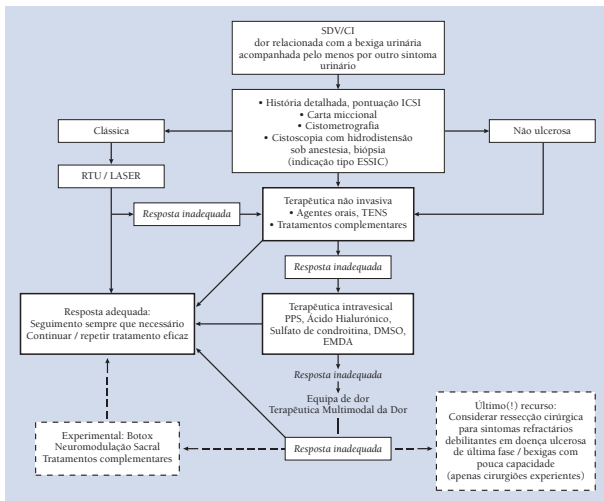 SDV/CI
dor relacionada com a bexiga urinária
acompanhada pelo menos por outro sintoma
urinário
• História detalhada, pontuação ICSI
• Carta miccional
• Cistometrografia
• Cistoscopia com hidrodistensão
sob anestesia, biópsia
(indicação tipo ESSIC)
Clássica
Não ulcerosa
RTU / LASER
Resposta inadequada
Terapêutica não invasiva
• Agentes orais, TENS
• Tratamentos complementares
Resposta inadequada
Resposta adequada:
Seguimento sempre que necessário
Continuar / repetir tratamento eficaz
Terapêutica intravesical
PPS, Ácido Hialurónico,
Sulfato de condroitina, DMSO,
EMDA
Resposta inadequada
Equipa de dor
Terapêutica Multimodal da Dor
Experimental: Botox
Neuromodulação Sacral
Tratamentos complementares
Resposta inadequada
Último(!) recurso:
Considerar ressecção cirúrgica
para sintomas refractários
debilitantes em doença ulcerosa
de última fase / bexigas com
pouca capacidade
(apenas cirurgiões experientes)